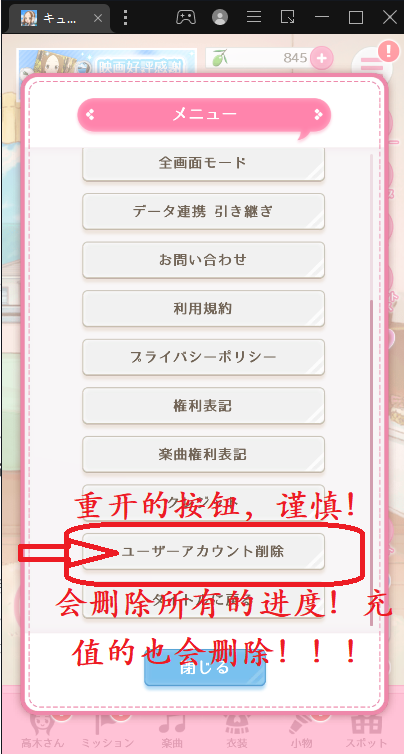 キュ...
映画好評感謝
845
メニュー
全画面モード
データ連携 引き継ぎ
お問い合わせ
利用規約
プライバシーポリシー
権利表記
楽曲権利表記
重开的按钮，谨慎！
ユーザーアカウント削除
会删除所有的进度！充
值的也会删除！！！
閉じる
高木さん
ミッション
楽曲
衣装
小物
スポット